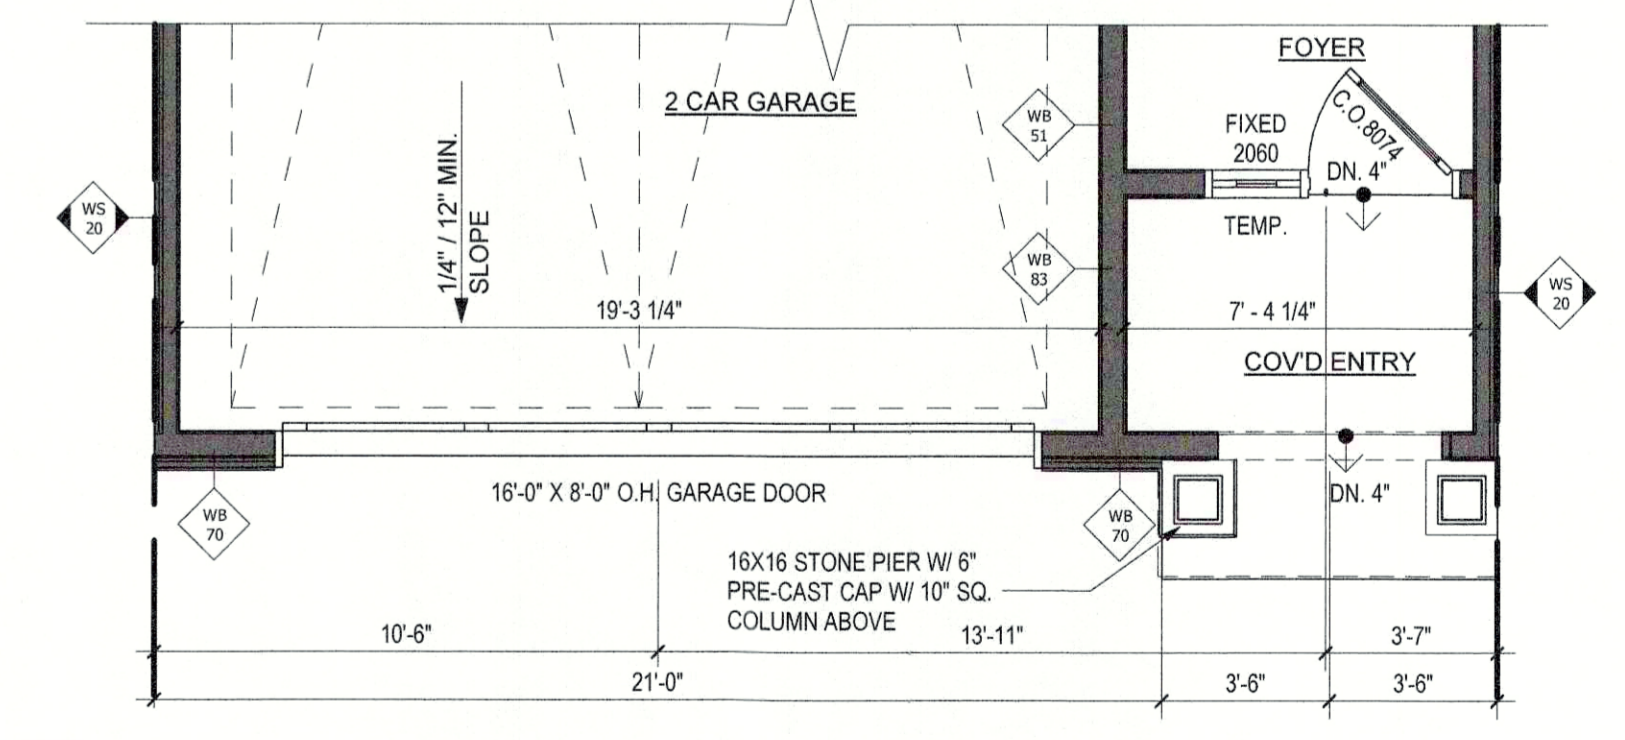 FOYER
2 CAR GARAGE
WB
51
FIXED
2060
C.O.8074
DN. 4"
1/4" / 12" MIN.
SLOPE
WS
20
TEMP.
WB
83
WS
20
19'-3 1/4"
7' - 4 1/4"
COV'D ENTRY
16'-0" X 8'-0" O.H. GARAGE DOOR
DN. 4"
WB
70
WB
70
16X16 STONE PIER W/ 6"
PRE-CAST CAP W/ 10" SQ.
COLUMN ABOVE
10'-6"
13'-11"
3'-7"
21'-0"
3'-6"
3'-6"